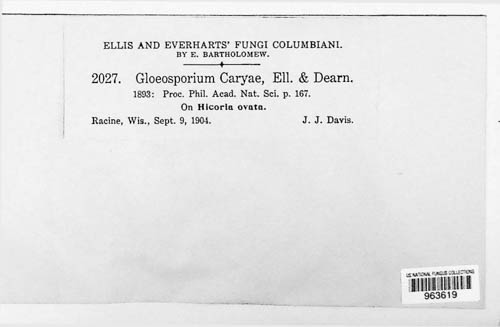 ELLIS AND EVERHARTS' FUNGI COLUMBIANI.
BY E. BARTHOLOMEW.
2027. Gloeosporium Caryae, Ell. & Dearn.
1893: Proc. Phil. Acad. Nat. Sci. p. 167.
On Hicoria ovata.
Racine, Wis., Sept. 9, 1904. J. J. Davis.
US NATIONAL FUNGUS COLLECTIONS
963619